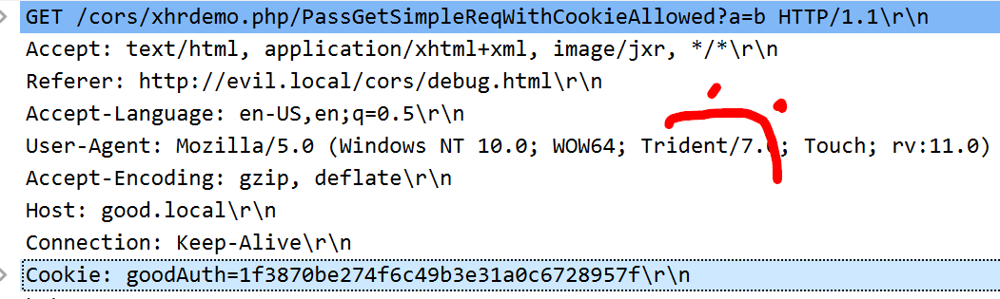 GET /cors/xhrdemo.php/PassGetSimpleReqWithCookieAllowed?a=b HTTP/1.1\r\n
Accept: text/html, application/xhtml+xml, image/jxr, */*\r\n
Referer: http://evil.local/cors/debug.html\r\n
Accept-Language: en-US,en;q=0.5\r\n
User-Agent: Mozilla/5.0 (Windows NT 10.0; WOW64; Trident/7.0; Touch; rv:11.0)
Accept-Encoding: gzip, deflate\r\n
Host: good.local\r\n
Connection: Keep-Alive\r\n
Cookie: goodAuth=1f3870be274f6c49b3e31a0c6728957f\r\n